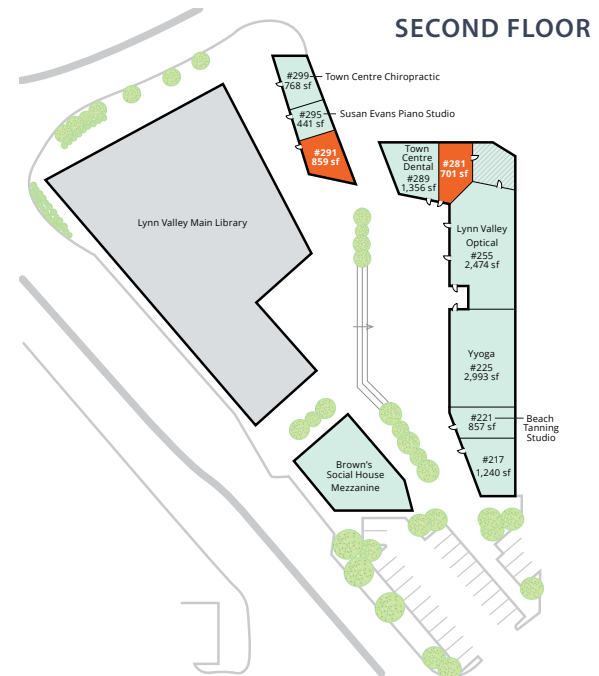 SECOND FLOOR
#299
768 sf
Town Centre Chiropractic
#295
441 sf
Susan Evans Piano Studio
#291
859 sf
Town
Centre
Dental
#289
1,356 sf
#281
701 sf
Lynn Valley Main Library
Lynn Valley
Optical
#255
2,474 sf
Yyoga
#225
2,993 sf
#221
857 sf
Beach
Tanning
Studio
#217
1,240 sf
Brown's
Social House
Mezzanine